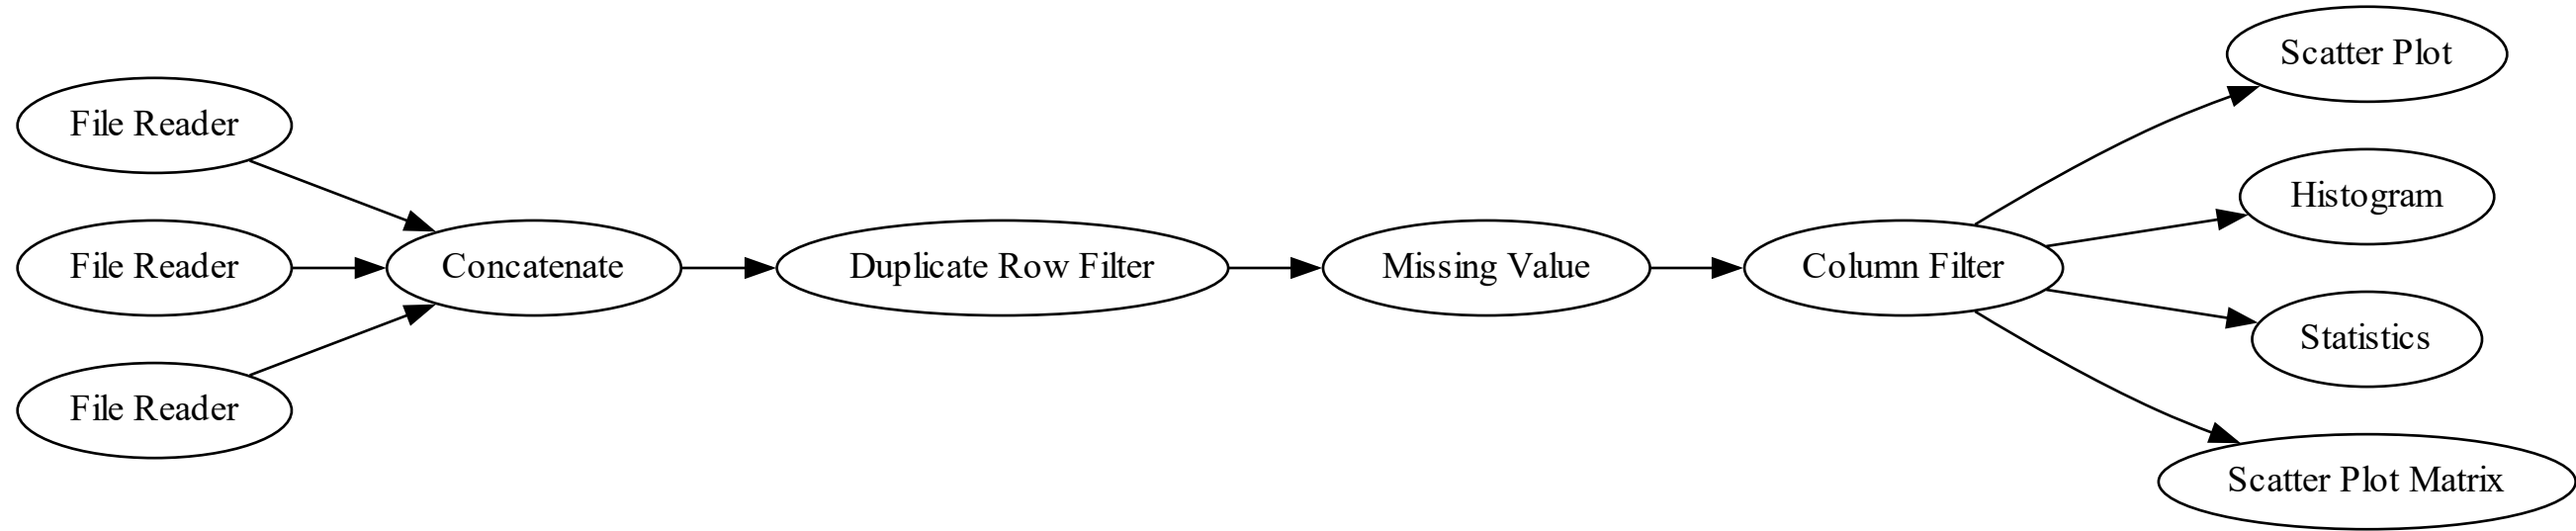 File Reader
File Reader
File Reader
Concatenate
Duplicate Row Filter
Missing Value
Column Filter
Scatter Plot
Histogram
Statistics
Scatter Plot Matrix